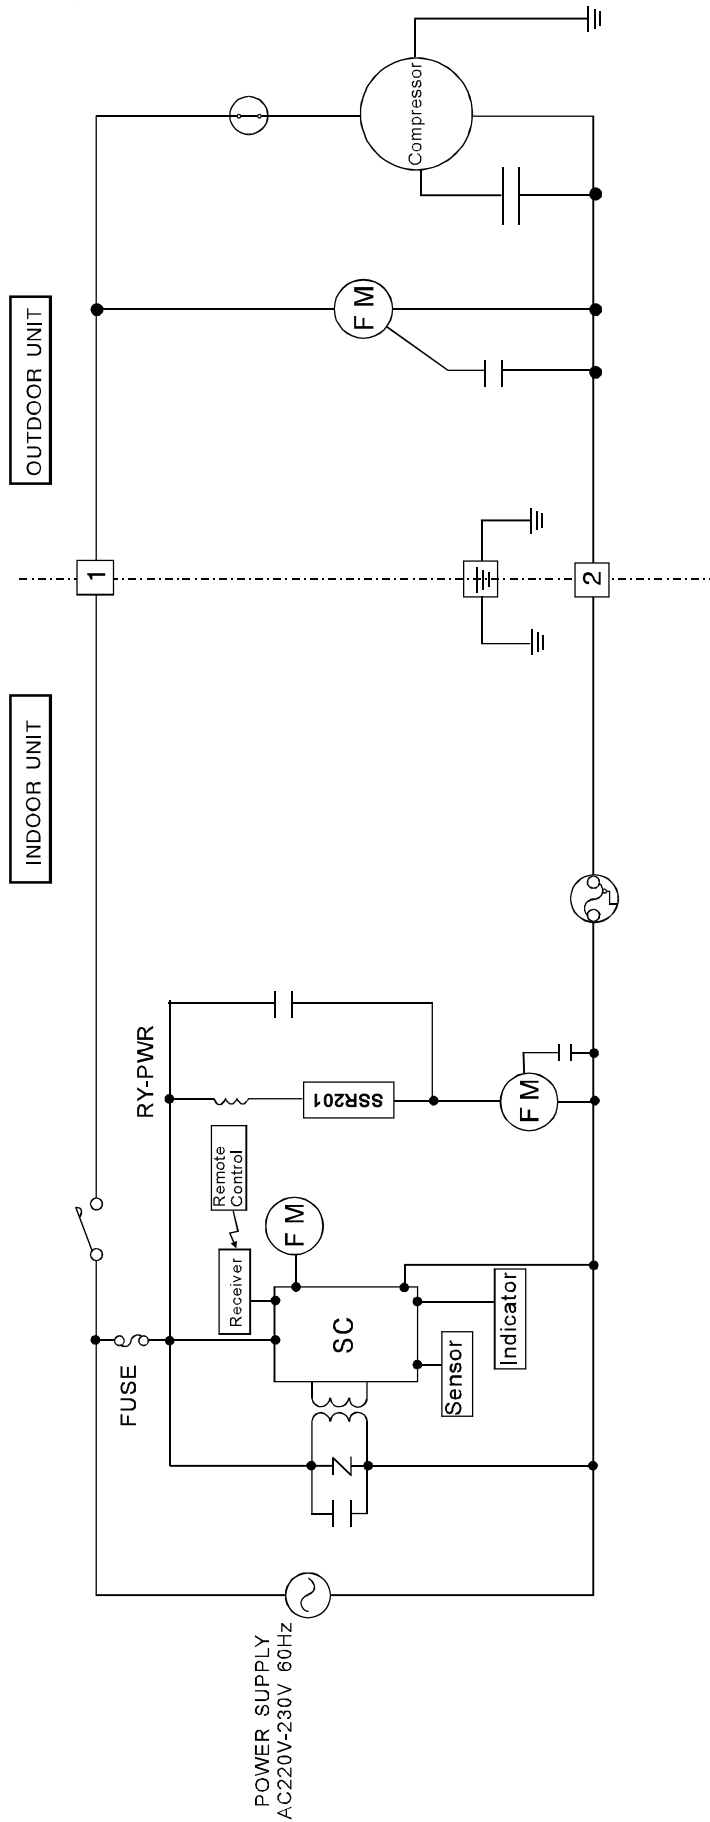 POWER SUPPLY
AC220V-230V 60Hz
FUSE
RY-PWR
SC
Sensor
Indicator
Receiver
Remote
Control
F M
SSR201
F M
INDOOR UNIT
OUTDOOR UNIT
1
2
F M
Compressor